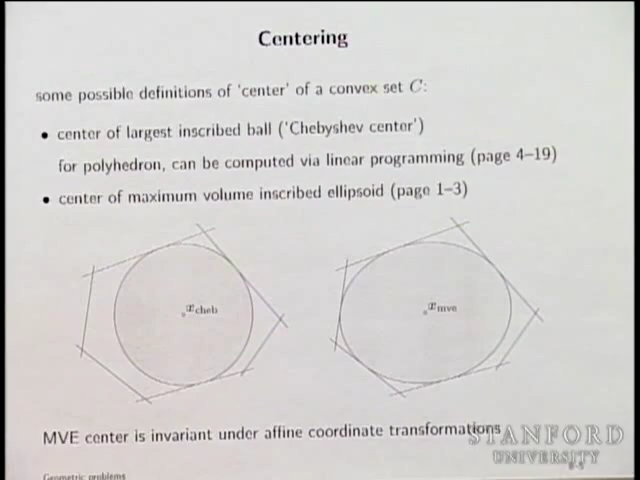 Centering
some possible definitions of 'center' of a convex set C:
• center of largest inscribed ball ('Chebyshev center')
for polyhedron, can be computed via linear programming (page 4–19)
• center of maximum volume inscribed ellipsoid (page 1–3)
xcheb
xmve
MVE center is invariant under affine coordinate transformations
STANFORD
UNIVERSITY
Geometric problems